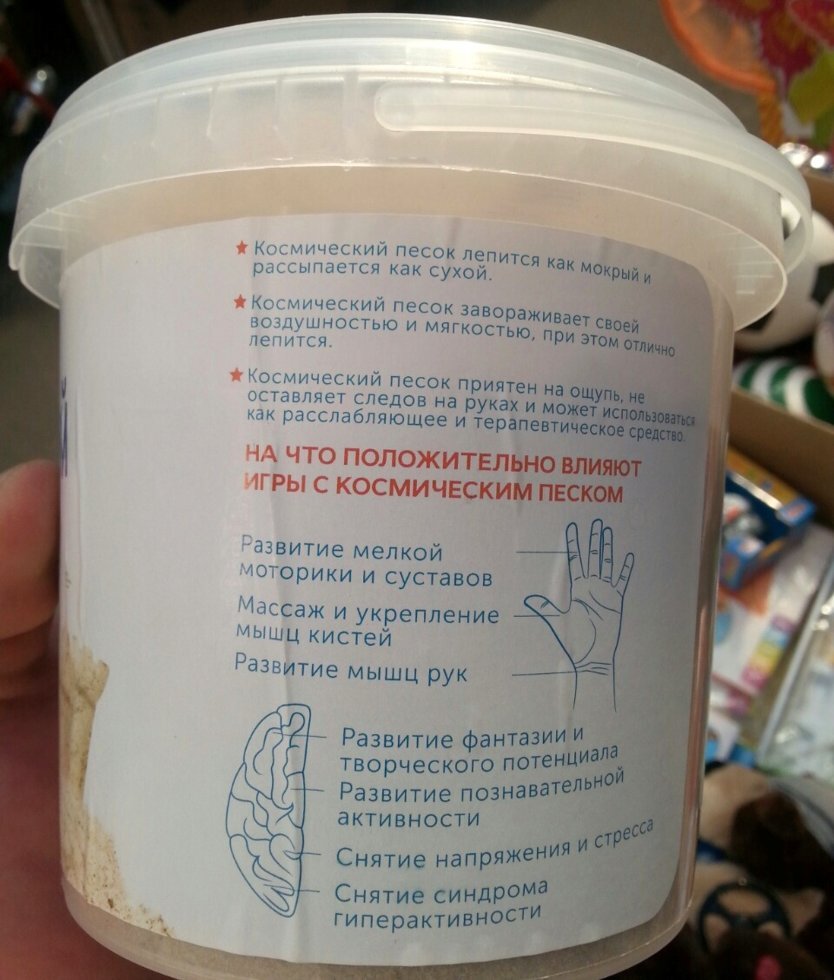 ★ Космический песок лепится как мокрый и
рассыпается как сухой.
★ Космический песок завораживает своей
воздушностью и мягкостью, при этом отлично
лепится.
★ Космический песок приятен на ощупь, не
оставляет следов на руках и может использоваться
как расслабляющее и терапевтическое средство.
НА ЧТО ПОЛОЖИТЕЛЬНО ВЛИЯЮТ
ИГРЫ С КОСМИЧЕСКИМ ПЕСКОМ
Развитие мелкой
моторики и суставов
Массаж и укрепление
мышц кистей
Развитие мышц рук
Развитие фантазии и
творческого потенциала
Развитие познавательной
активности
Снятие напряжения и стресса
Снятие синдрома
гиперактивности